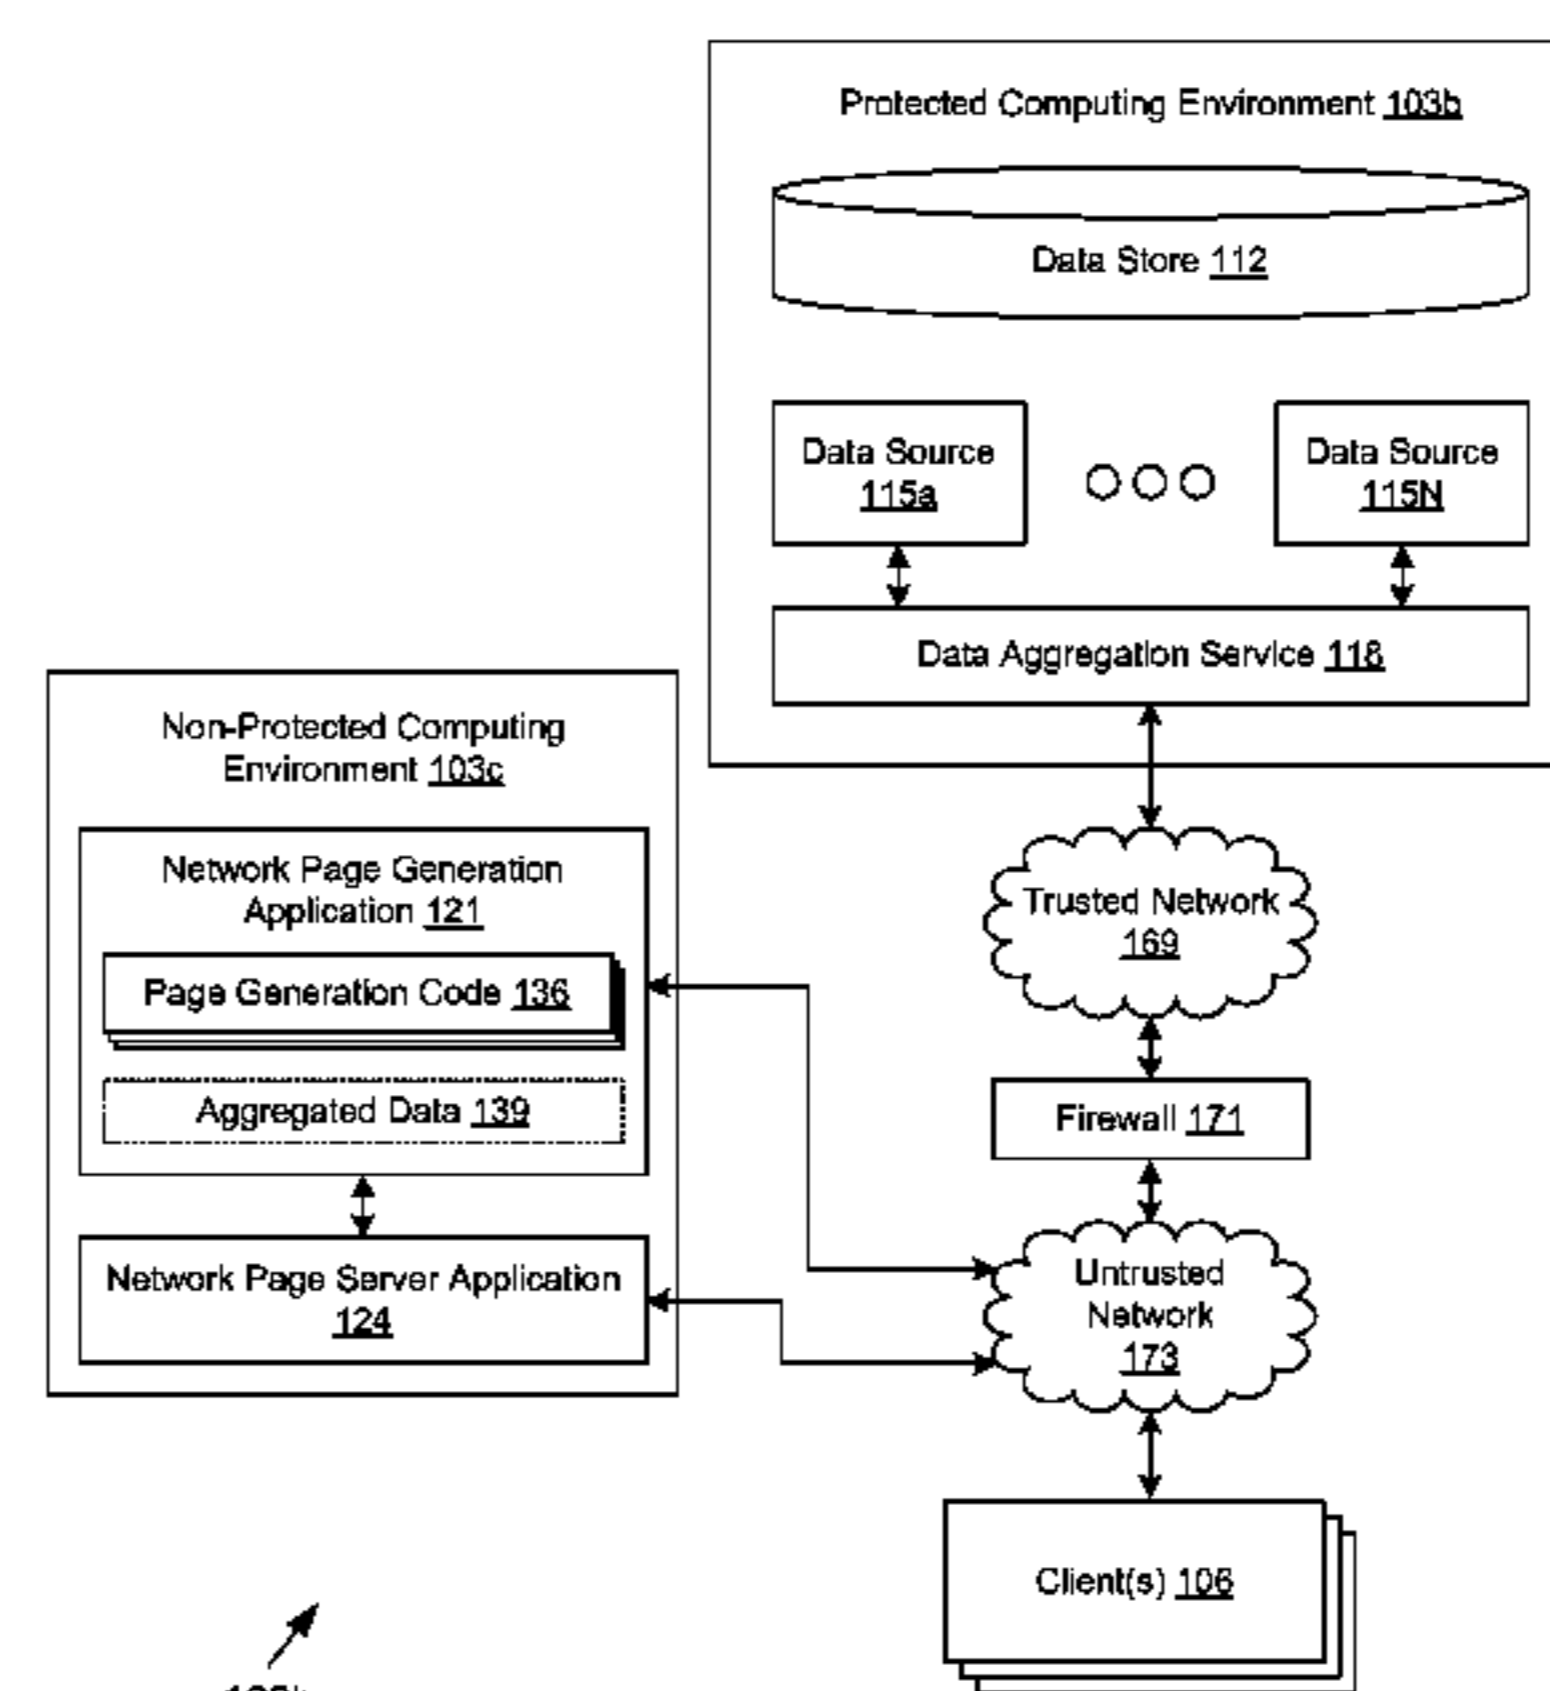 Protected Computing Environment 103b
Data Store 112
Data Source
115a
Data Source
115N
Data Aggregation Service 118
Non-Protected Computing
Environment 103c
Network Page Generation
Application 121
Page Generation Code 136
Aggregated Data 139
Network Page Server Application
124
Trusted Network
169
Firewall 171
Untrusted
Network
173
Client(s) 106